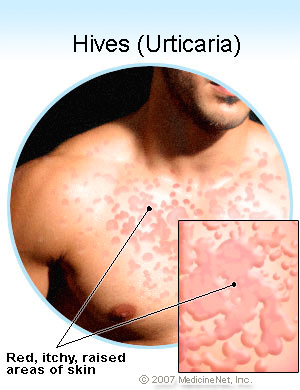 Hives (Urticaria)
Red, itchy, raised
areas of skin
© 2007 MedicineNet, Inc.